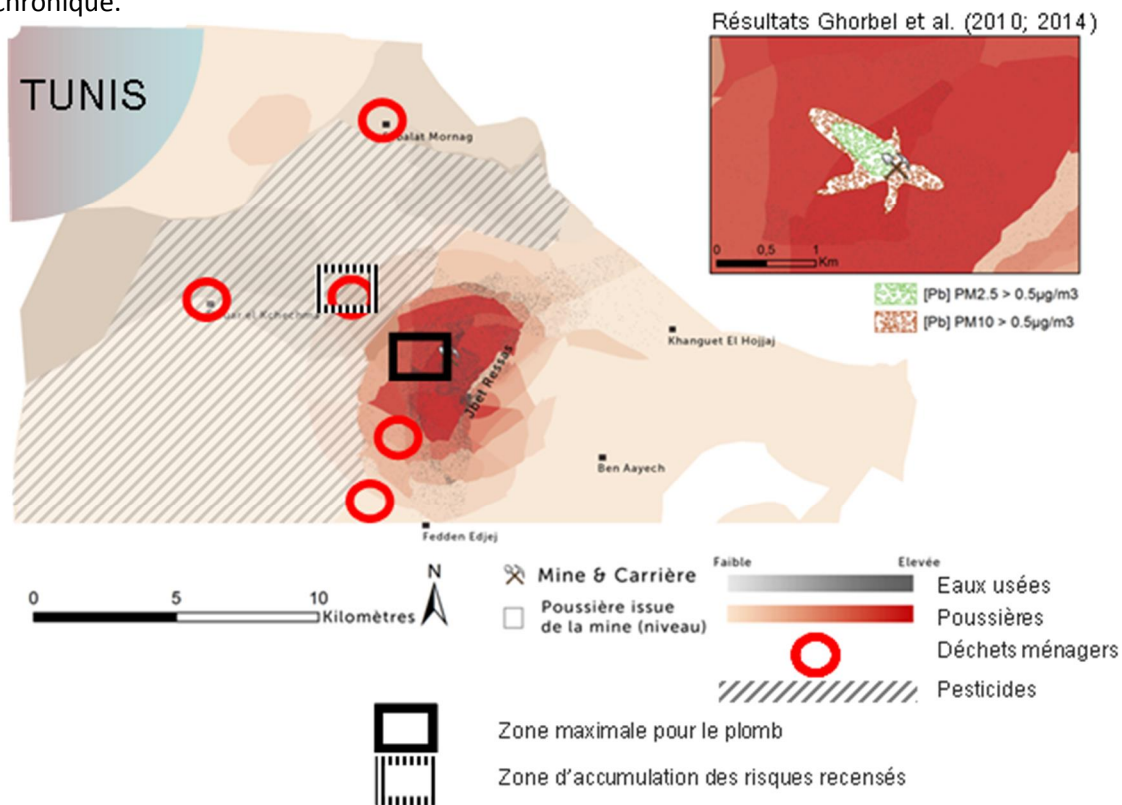 chronique.
Résultats Ghorbel et al. (2010; 2014)
TUNIS
Mornag
0 0,5 1
Km
[Pb] PM2.5 > 0.5µg/m3
[Pb] PM10 > 0.5µg/m3
el Kchechma
Khanguet El Hojjaj
Jbel Ressas
Ben Aayech
Fedden Edjej
0 5 10
Kilomètres
N
Mine & Carrière
Poussière issue
de la mine (niveau)
Faible Elevée
Eaux usées
Poussières
Déchets ménagers
Pesticides
Zone maximale pour le plomb
Zone d'accumulation des risques recensés